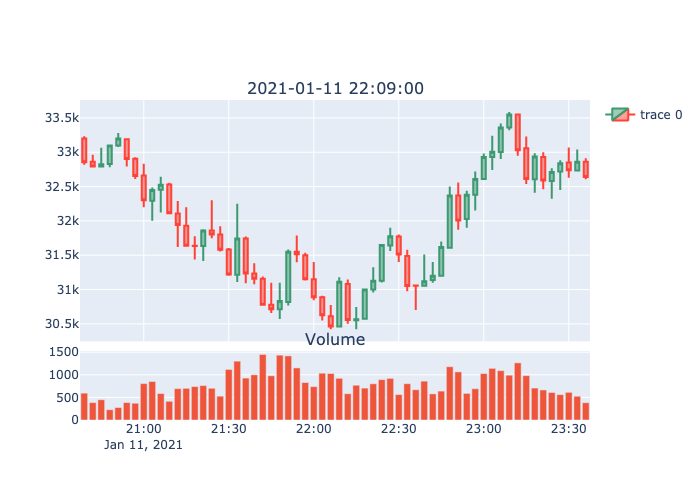 2021-01-11 22:09:00
33.5k
33k
32.5k
32k
31.5k
31k
30.5k
trace 0
Volume
1500
1000
500
0
21:00 21:30 22:00 22:30 23:00 23:30
Jan 11, 2021